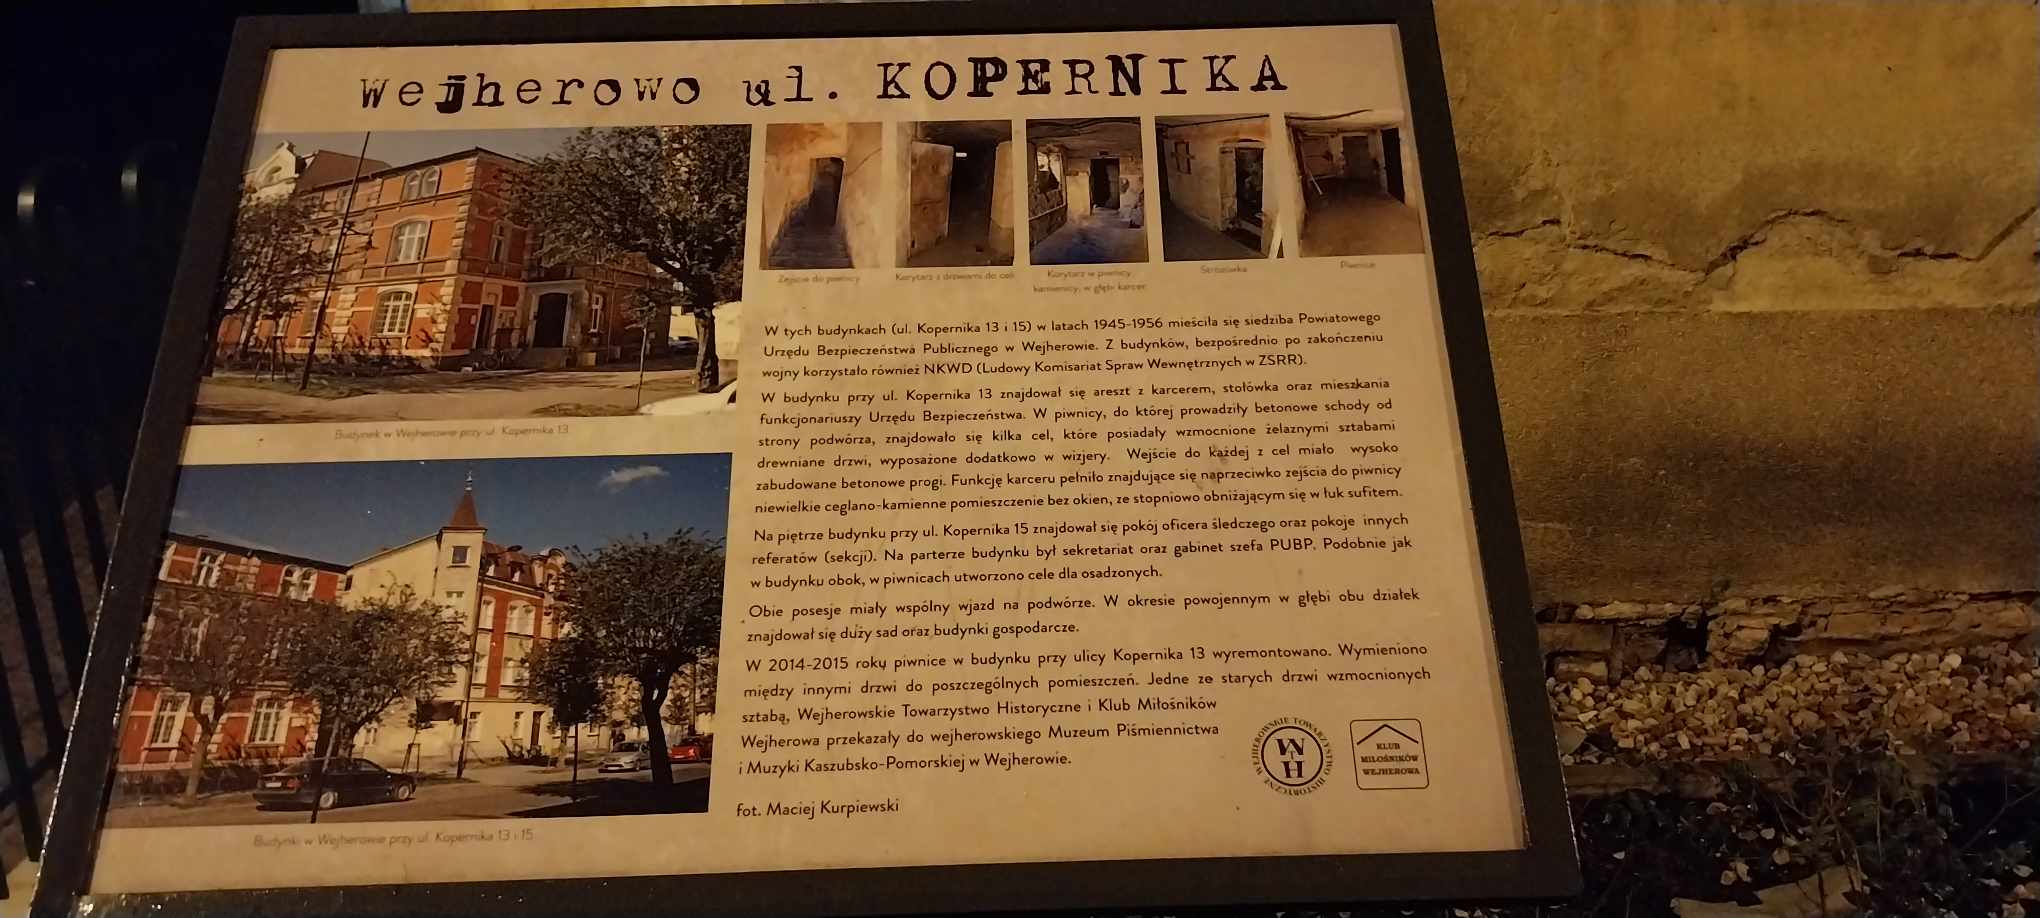 Wejherowo ul. KOPERNIKA
Budynek w Wejherowie przy ul. Kopernika 13
Budynki w Wejherowie przy ul. Kopernika 13 i 15
Zejście do piwnicy
Korytarz z drzwiami do celi
Korytarz w piwnicy
kamienicy, w głębi karcer
Stróżówka
Piwnice
W tych budynkach (ul. Kopernika 13 i 15) w latach 1945-1956 mieściła się siedziba Powiatowego
Urzędu Bezpieczeństwa Publicznego w Wejherowie. Z budynków, bezpośrednio po zakończeniu
wojny korzystało również NKWD (Ludowy Komisariat Spraw Wewnętrznych w ZSRR).
W budynku przy ul. Kopernika 13 znajdował się areszt z karcerem, stołówka oraz mieszkania
funkcjonariuszy Urzędu Bezpieczeństwa. W piwnicy, do której prowadziły betonowe schody od
strony podwórza, znajdowało się kilka cel, które posiadały wzmocnione żelaznymi sztabami
drewniane drzwi, wyposażone dodatkowo w wizjery. Wejście do każdej z cel miało wysoko
zabudowane betonowe progi. Funkcję karceru pełniło znajdujące się naprzeciwko zejścia do piwnicy
niewielkie ceglano-kamienne pomieszczenie bez okien, ze stopniowo obniżającym się w łuk sufitem.
Na piętrze budynku przy ul. Kopernika 15 znajdował się pokój oficera śledczego oraz pokoje innych
referatów (sekcji). Na parterze budynku był sekretariat oraz gabinet szefa PUBP. Podobnie jak
w budynku obok, w piwnicach utworzono cele dla osadzonych.
Obie posesje miały wspólny wjazd na podwórze. W okresie powojennym w głębi obu działek
znajdował się duży sad oraz budynki gospodarcze.
W 2014-2015 roku piwnice w budynku przy ulicy Kopernika 13 wyremontowano. Wymieniono
między innymi drzwi do poszczególnych pomieszczeń. Jedne ze starych drzwi wzmocnionych
sztabą, Wejherowskie Towarzystwo Historyczne i Klub Miłośników
Wejherowa przekazały do wejherowskiego Muzeum Piśmiennictwa
i Muzyki Kaszubsko-Pomorskiej w Wejherowie.
fot. Maciej Kurpiewski
WEJHEROWSKIE TOWARZYSTWO HISTORYCZNE
WTH
KLUB
MIŁOŚNIKÓW
WEJHEROWA